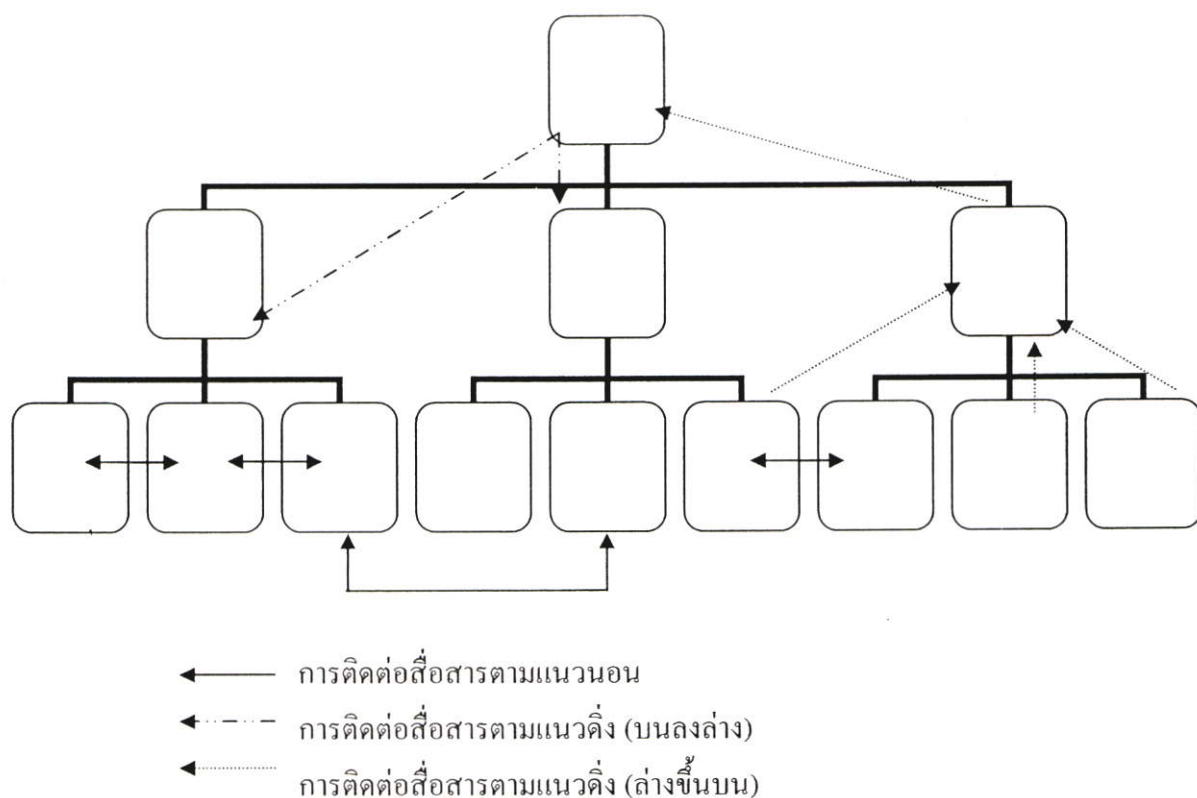 การติดต่อสื่อสารตามแนวนอน
การติดต่อสื่อสารตามแนวดิ่ง (บนลงล่าง)
การติดต่อสื่อสารตามแนวดิ่ง (ล่างขึ้นบน)